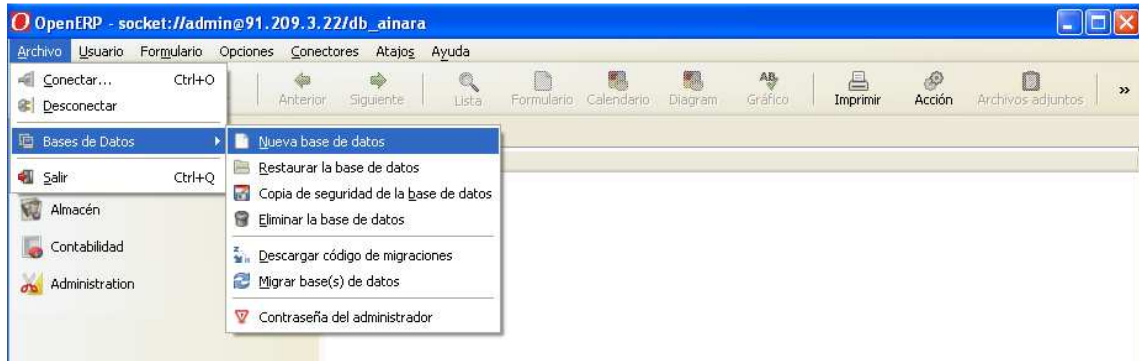 OpenERP - socket://admin@91.209.3.22/db_ainara
Archivo Usuario Formulario Opciones Conectores Atajos Ayuda
Conectar... Ctrl+O
Desconectar
Anterior Siguiente Lista Formulario Calendario Diagram Gráfico Imprimir Acción Archivos adjuntos »
Bases de Datos
Nueva base de datos
Restaurar la base de datos
Salir Ctrl+Q
Copia de seguridad de la base de datos
Almacén
Eliminar la base de datos
Contabilidad
Descargar código de migraciones
Administration
Migrar base(s) de datos
Contraseña del administrador